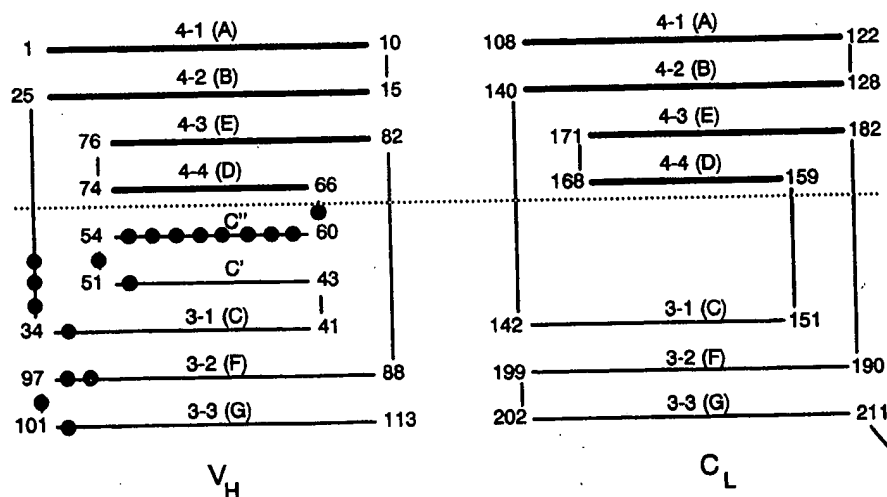 4-1 (A)
1 10
4-2 (B)
25 15
4-3 (E)
76 82
4-4 (D)
74 66
C''
54 60
C'
51 43
3-1 (C)
34 41
3-2 (F)
97 88
3-3 (G)
101 113
V H
4-1 (A)
108 122
4-2 (B)
140 128
4-3 (E)
171 182
4-4 (D)
168 159
3-1 (C)
142 151
3-2 (F)
199 190
3-3 (G)
202 211
C L